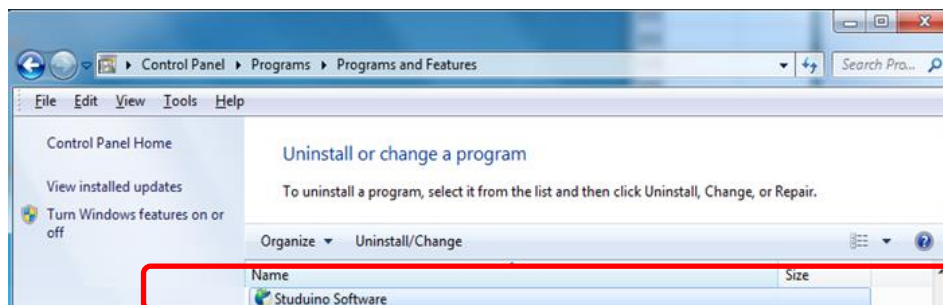 Control Panel ▸ Programs ▸ Programs and Features
Search Pro...
File Edit View Tools Help
Control Panel Home
View installed updates
Turn Windows features on or
off
Uninstall or change a program
To uninstall a program, select it from the list and then click Uninstall, Change, or Repair.
Organize Uninstall/Change
Name Size
Studuino Software